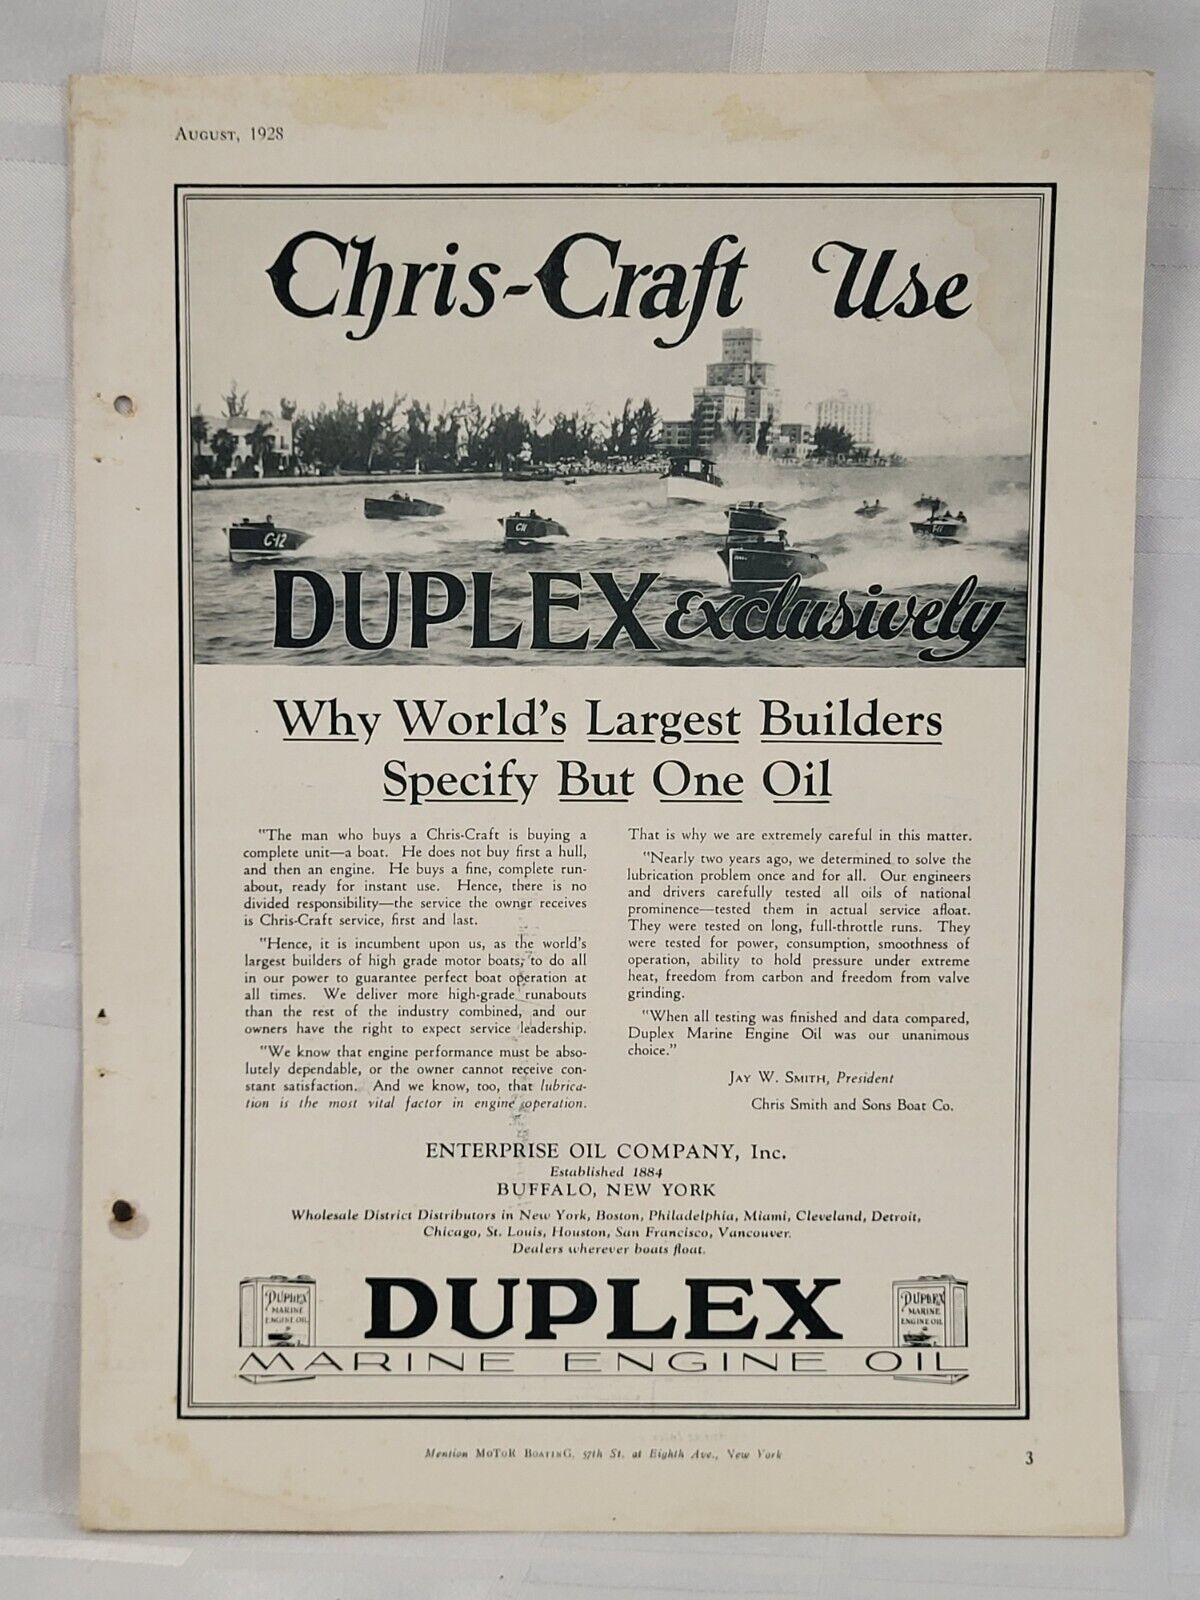 August, 1928
Chris-Craft Use
C-12
C11
DUPLEX exclusively
Why World's Largest Builders
Specify But One Oil
"The man who buys a Chris-Craft is buying a
complete unit—a boat. He does not buy first a hull,
and then an engine. He buys a fine, complete run-
about, ready for instant use. Hence, there is no
divided responsibility—the service the owner receives
is Chris-Craft service, first and last.
"Hence, it is incumbent upon us, as the world's
largest builders of high grade motor boats, to do all
in our power to guarantee perfect boat operation at
all times. We deliver more high-grade runabouts
than the rest of the industry combined, and our
owners have the right to expect service leadership.
"We know that engine performance must be abso-
lutely dependable, or the owner cannot receive con-
stant satisfaction. And we know, too, that lubrica-
tion is the most vital factor in engine operation.
That is why we are extremely careful in this matter.
"Nearly two years ago, we determined to solve the
lubrication problem once and for all. Our engineers
and drivers carefully tested all oils of national
prominence—tested them in actual service afloat.
They were tested on long, full-throttle runs. They
were tested for power, consumption, smoothness of
operation, ability to hold pressure under extreme
heat, freedom from carbon and freedom from valve
grinding.
"When all testing was finished and data compared,
Duplex Marine Engine Oil was our unanimous
choice."
Jay W. Smith, President
Chris Smith and Sons Boat Co.
ENTERPRISE OIL COMPANY, Inc.
Established 1884
BUFFALO, NEW YORK
Wholesale District Distributors in New York, Boston, Philadelphia, Miami, Cleveland, Detroit,
Chicago, St. Louis, Houston, San Francisco, Vancouver.
Dealers wherever boats float.
DUPLEX
MARINE
ENGINE OIL
DUPLEX
DUPLEX
MARINE
ENGINE OIL
MARINE ENGINE OIL
Mention MoToR BoatinG, 57th St. at Eighth Ave., New York
3